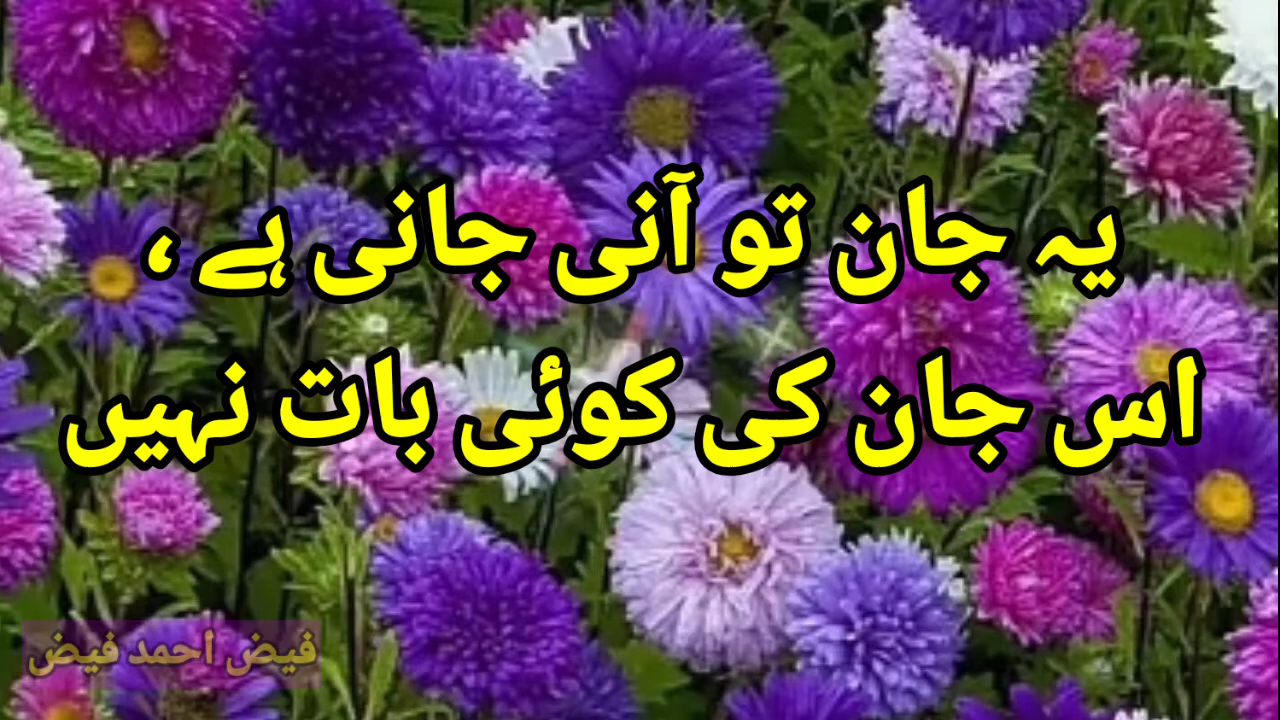 یہ جان تو آنی جانی ہے ،
اس جان کی کوئی بات نہیں
فیض احمد فیض